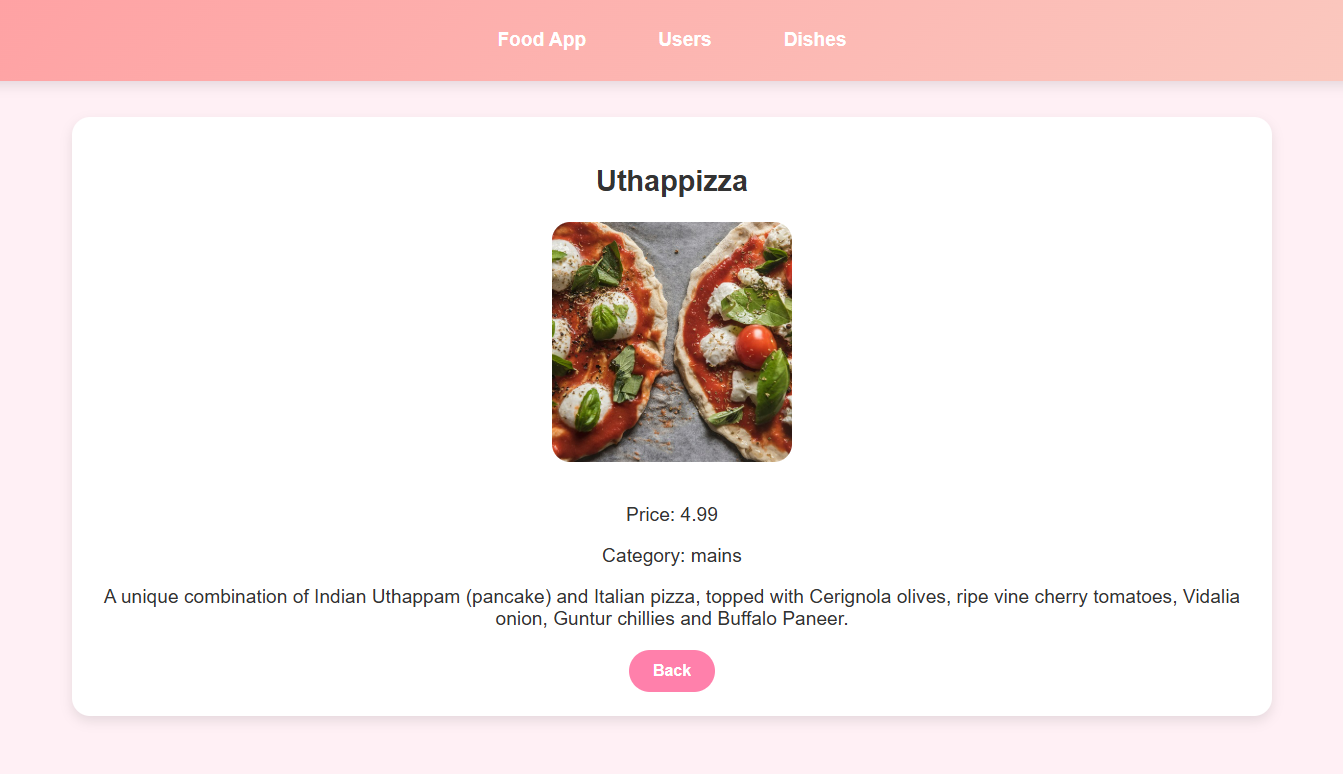 Food App Users Dishes
Uthappizza
Price: 4.99
Category: mains
A unique combination of Indian Uthappam (pancake) and Italian pizza, topped with Cerignola olives, ripe vine cherry tomatoes, Vidalia
onion, Guntur chillies and Buffalo Paneer.
Back